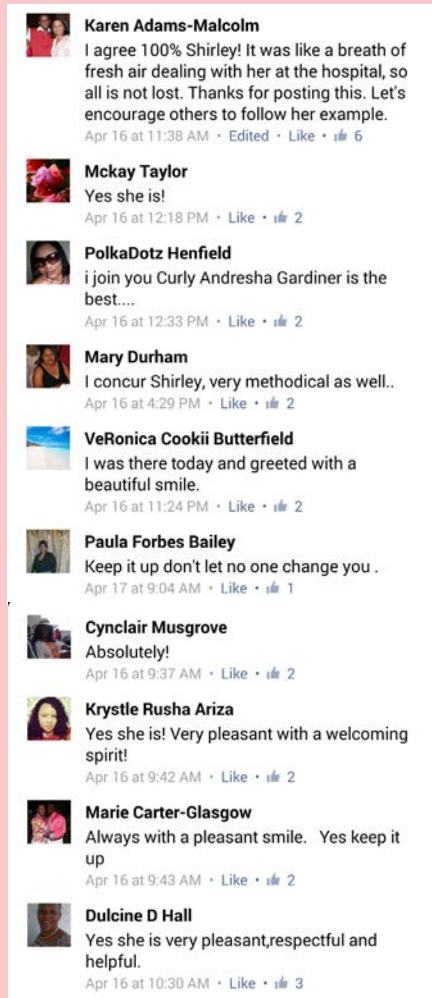 Karen Adams-Malcolm
I agree 100% Shirley! It was like a breath of
fresh air dealing with her at the hospital, so
all is not lost. Thanks for posting this. Let's
encourage others to follow her example.
Apr 16 at 11:38 AM • Edited • Like • 6
Mckay Taylor
Yes she is!
Apr 16 at 12:18 PM • Like • 2
PolkaDotz Henfield
i join you Curly Andresha Gardiner is the
best....
Apr 16 at 12:33 PM • Like • 2
Mary Durham
I concur Shirley, very methodical as well..
Apr 16 at 4:29 PM • Like • 2
VeRonica Cookii Butterfield
I was there today and greeted with a
beautiful smile.
Apr 16 at 11:24 PM • Like • 2
Paula Forbes Bailey
Keep it up don't let no one change you .
Apr 17 at 9:04 AM • Like • 1
Cynclair Musgrove
Absolutely!
Apr 16 at 9:37 AM • Like • 2
Krystle Rusha Ariza
Yes she is! Very pleasant with a welcoming
spirit!
Apr 16 at 9:42 AM • Like • 2
Marie Carter-Glasgow
Always with a pleasant smile.   Yes keep it
up
Apr 16 at 9:43 AM • Like • 2
Dulcine D Hall
Yes she is very pleasant,respectful and
helpful.
Apr 16 at 10:30 AM • Like • 3